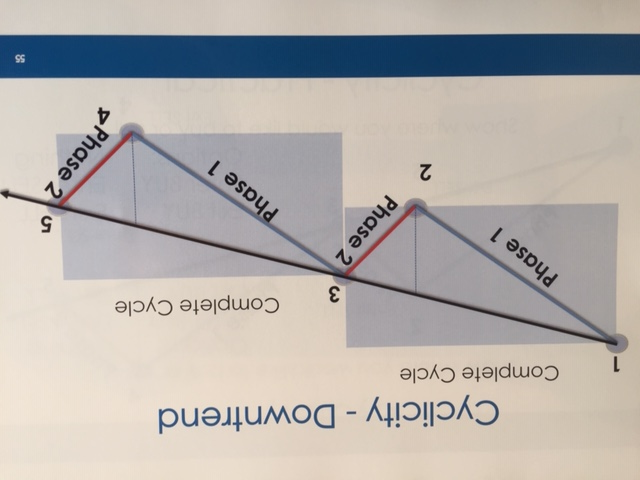 Cyclicity - Downtrend
1
Complete Cycle
3
Complete Cycle
Phase 1
Phase 2
2
5
Phase 1
Phase 2
4
55